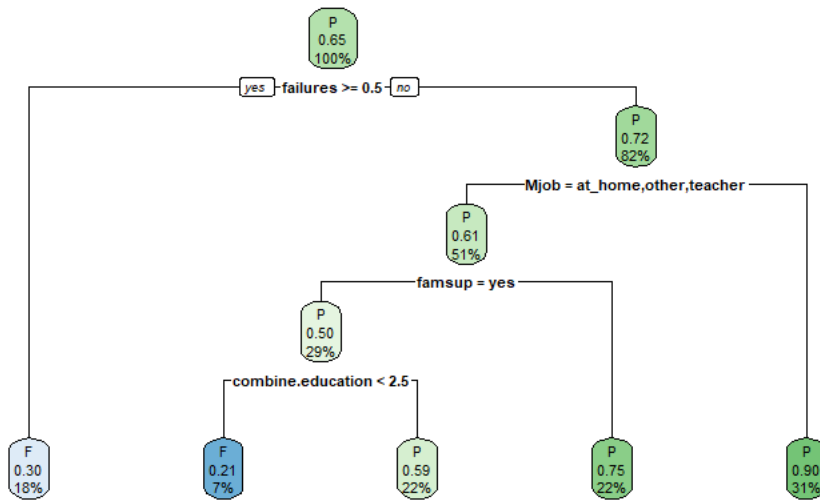 P
0.65
100%
yes failures >= 0.5 no
P
0.72
82%
Mjob = at_home,other,teacher
P
0.61
51%
famsup = yes
P
0.50
29%
combine.education < 2.5
F
0.30
18%
F
0.21
7%
P
0.59
22%
P
0.75
22%
P
0.90
31%